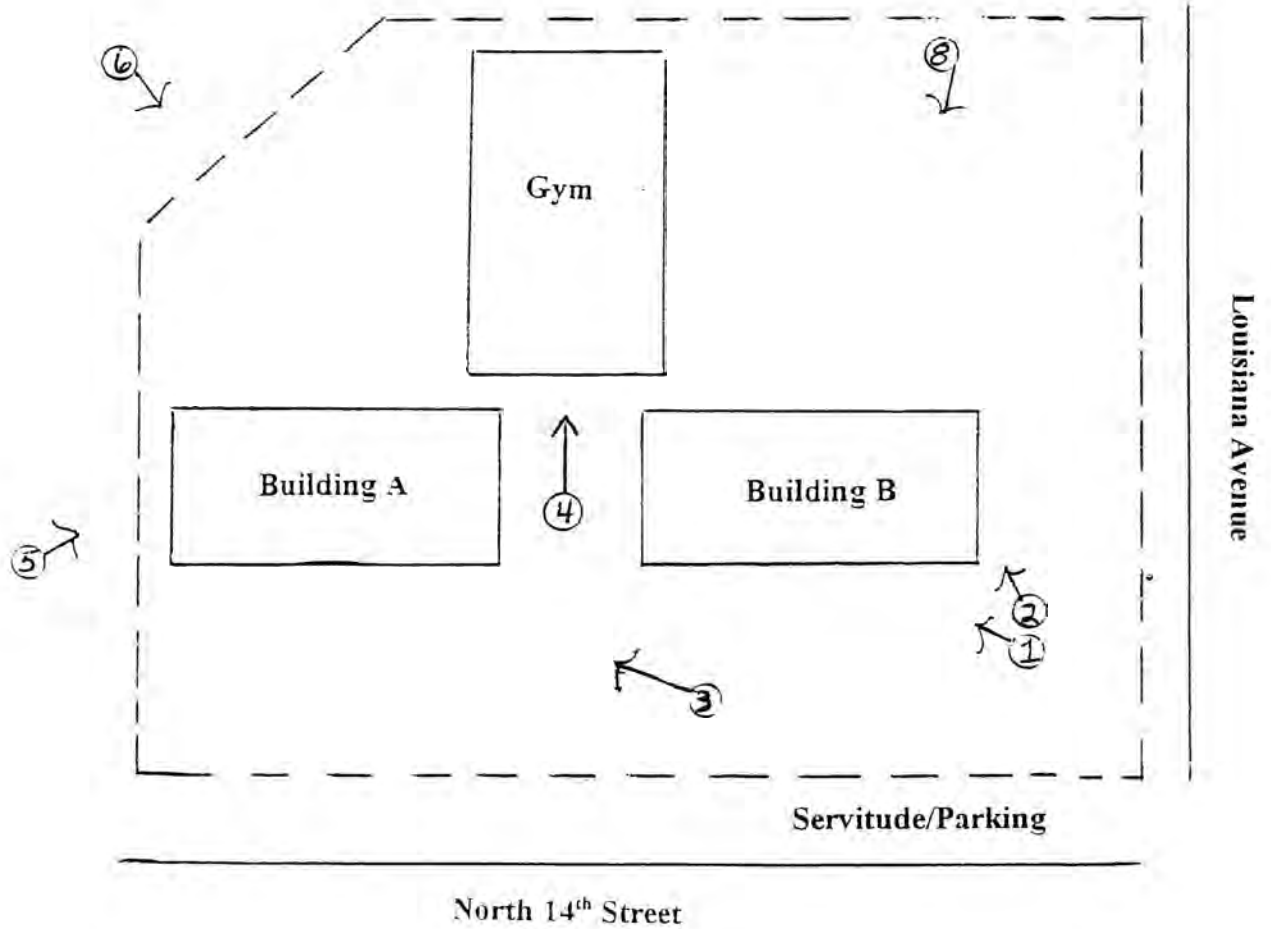 6
8
Gym
Louisiana Avenue
Building A
Building B
4
5
2
1
3
Servitude/Parking
North 14th Street